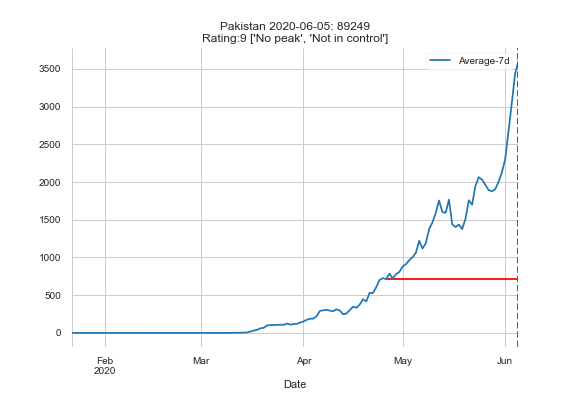 Pakistan 2020-06-05: 89249
Rating:9 ['No peak', 'Not in control']
Average-7d
3500
3000
2500
2000
1500
1000
500
0
Feb
2020
Mar
Apr
May
Jun
Date